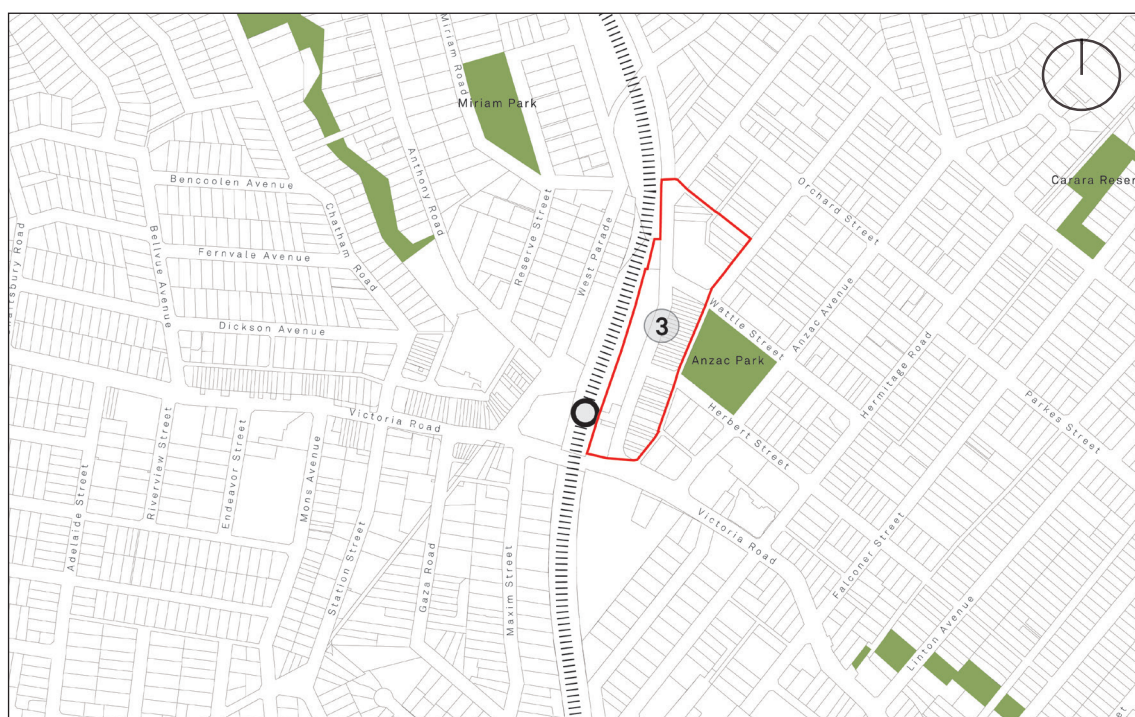 Miriam Road
Miriam Park
Carara Reser
Bencoolen Avenue
Anthony Road
Orchard Street
Chatham Road
Reserve Street
West Parade
Bellvue Avenue
Fernvale Avenue
Dickson Avenue
3
Wattle Street
Anzac Avenue
Anzac Park
Hermitage Road
Parkes Street
Herbert Street
Victoria Road
Riverview Street
Endeavor Street
Mons Avenue
Adelaide Street
Station Street
Gaza Road
Maxim Street
Victoria Road
Falconer Street
Linton Avenue